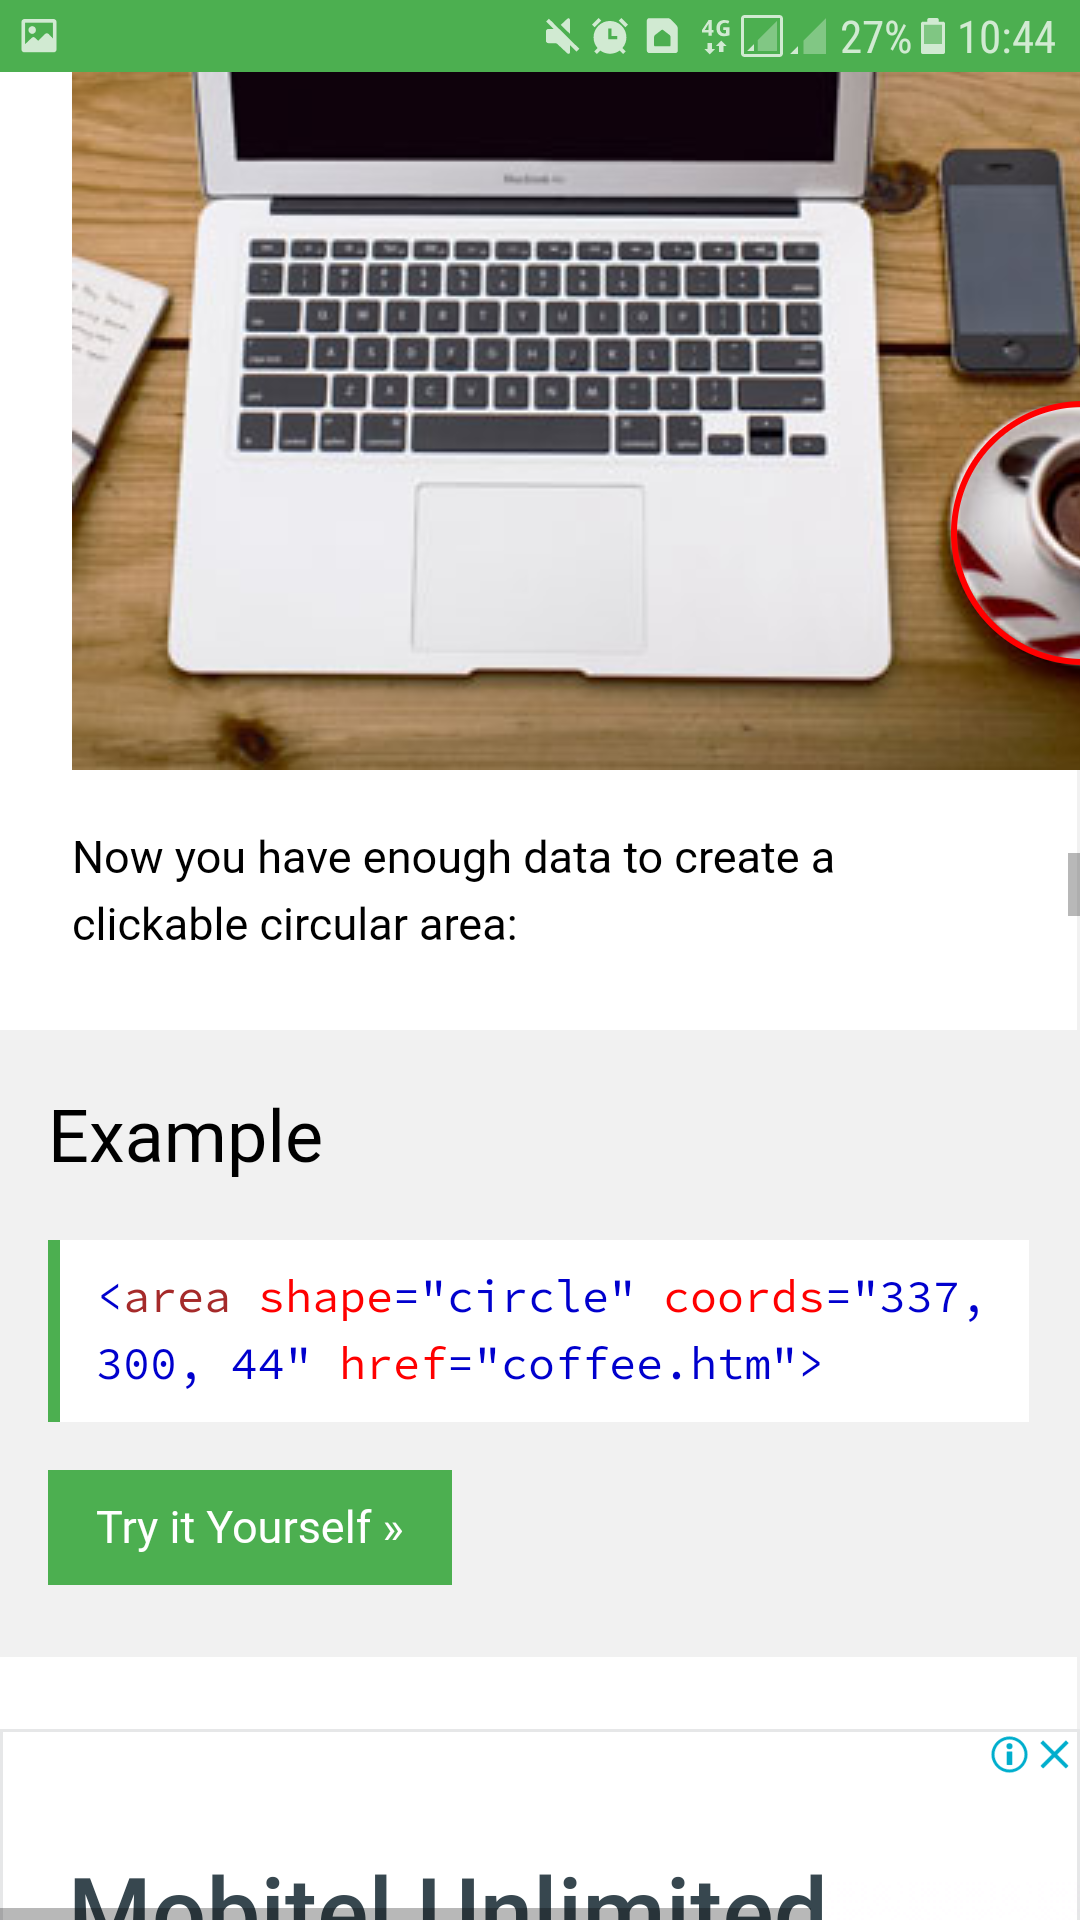 4G 27% 10:44
Now you have enough data to create a
clickable circular area:
Example
<area shape="circle" coords="337,
300, 44" href="coffee.htm">
Try it Yourself »
Mobitel Unlimited